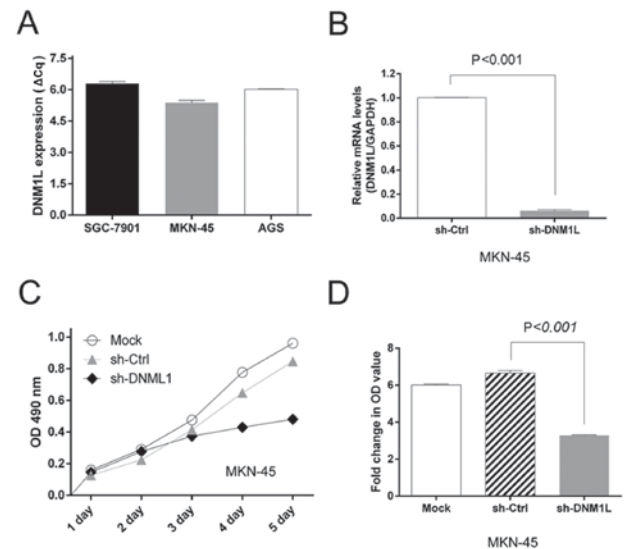 A
DNM1L expression (ΔCq)
7.5
6.0
4.5
3.0
1.5
0.0
SGC-7901 MKN-45 AGS
B
P<0.001
Relative mRNA levels
(DNM1L/GAPDH)
1.2
1.0
0.8
0.6
0.4
0.2
0.0
sh-Ctrl sh-DNM1L
MKN-45
C
OD 490 nm
1.0
0.8
0.6
0.4
0.2
0.0
Mock
sh-Ctrl
sh-DNML1
MKN-45
1 day 2 day 3 day 4 day 5 day
D
P<0.001
Fold change in OD value
8
6
4
2
0
Mock sh-Ctrl sh-DNM1L
MKN-45